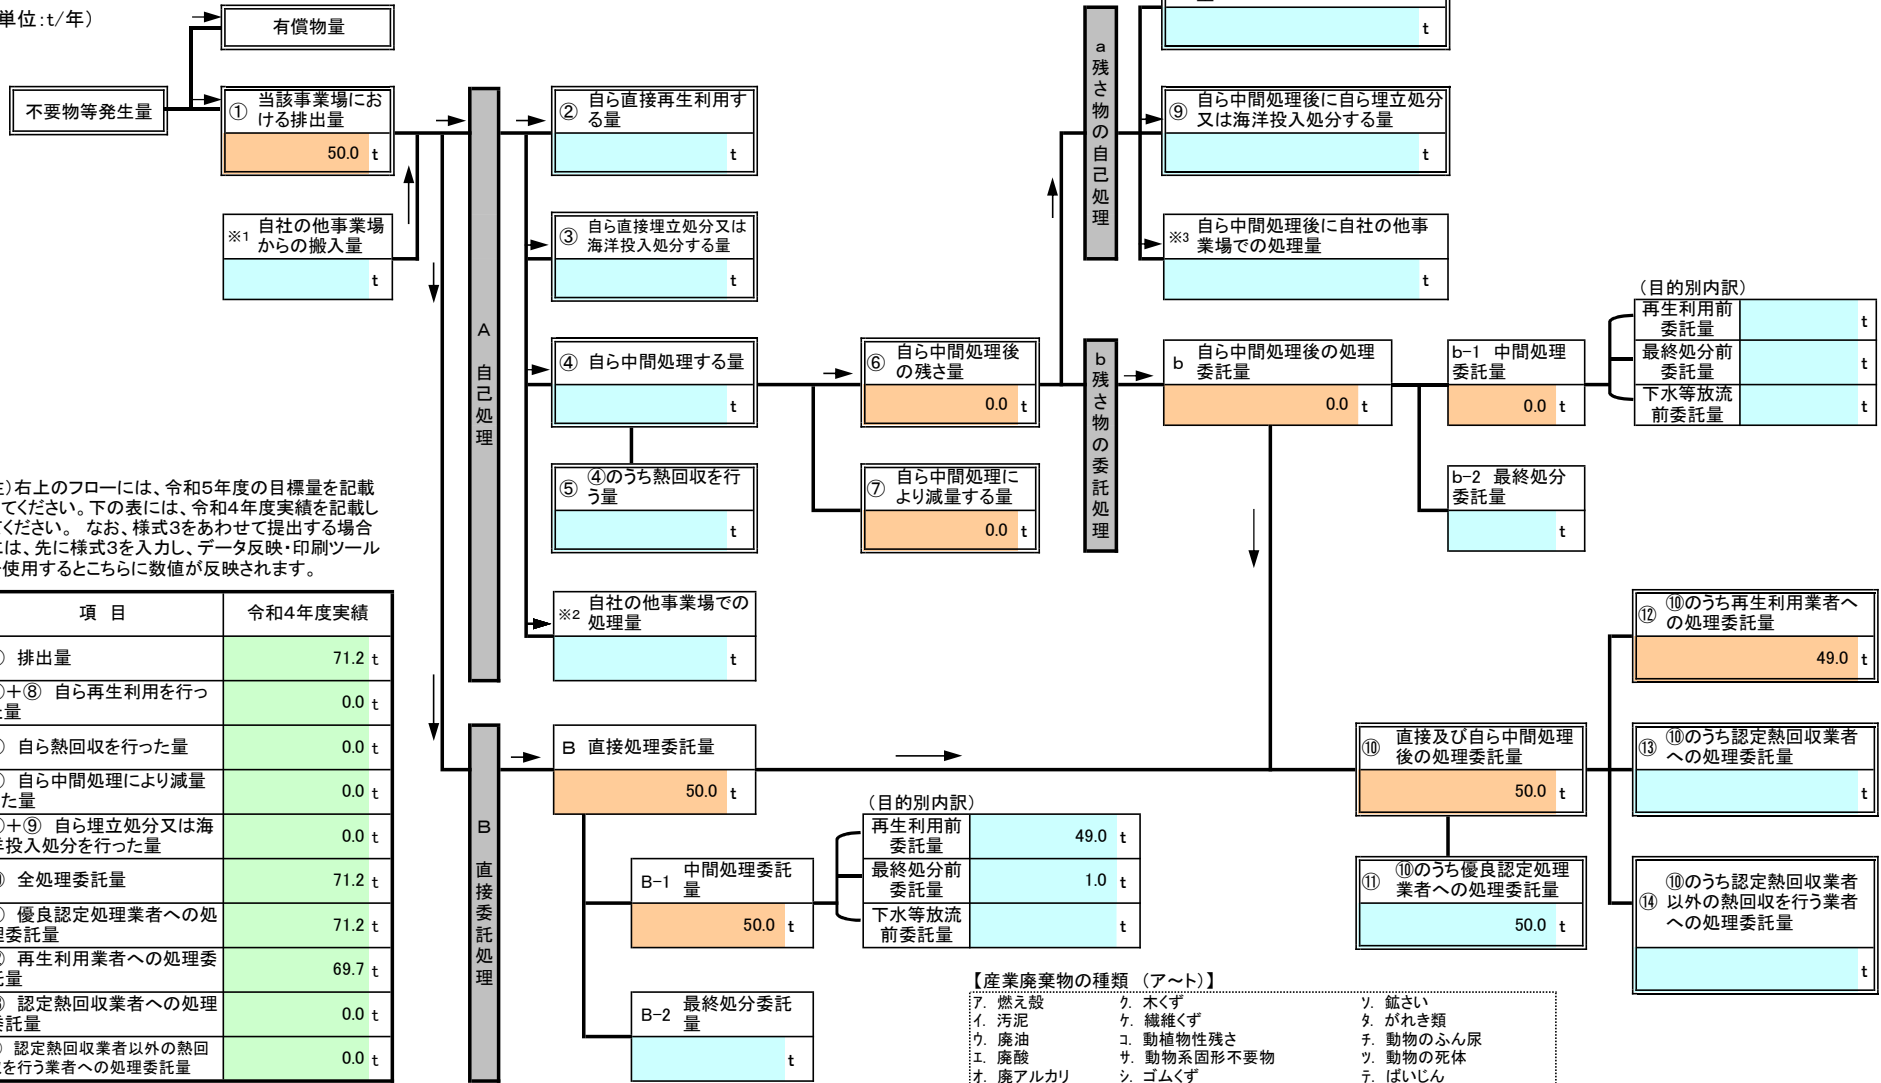 単位:t/年)
有償物量
不要物等発生量
① 当該事業場にお
ける排出量
50.0 t
※1 自社の他事業場
からの搬入量
t
A 自己処理
② 自ら直接再生利用す
る量
t
③ 自ら直接埋立処分又は
海洋投入処分する量
t
④ 自ら中間処理する量
t
⑤ ④のうち熱回収を行
う量
t
※2 自社の他事業場での
処理量
t
⑥ 自ら中間処理後
の残さ量
0.0 t
⑦ 自ら中間処理に
より減量する量
0.0 t
a 残さ物の自己処理
t
⑨ 自ら中間処理後に自ら埋立処分
又は海洋投入処分する量
t
※3 自ら中間処理後に自社の他事
業場での処理量
t
b 残さ物の委託処理
b 自ら中間処理後の処理
委託量
0.0 t
b-1 中間処理
委託量
0.0 t
b-2 最終処分
委託量
t
(目的別内訳)
再生利用前
委託量 t
最終処分前
委託量 t
下水等放流
前委託量 t
)右上のフローには、令和5年度の目標量を記載
てください。下の表には、令和4年度実績を記載し
ください。 なお、様式3をあわせて提出する場合
は、先に様式3を入力し、データ反映・印刷ツール
使用するとこちらに数値が反映されます。
項 目 令和4年度実績
排出量 71.2 t
+⑧ 自ら再生利用を行っ
量 0.0 t
自ら熱回収を行った量 0.0 t
自ら中間処理により減量
た量 0.0 t
+⑨ 自ら埋立処分又は海
投入処分を行った量 0.0 t
全処理委託量 71.2 t
優良認定処理業者への処
委託量 71.2 t
再生利用業者への処理委
量 69.7 t
認定熱回収業者への処理
託量 0.0 t
認定熱回収業者以外の熱回
を行う業者への処理委託量 0.0 t
B 直接委託処理
B 直接処理委託量
50.0 t
B-1 中間処理委託
量
50.0 t
B-2 最終処分委託
量
t
(目的別内訳)
再生利用前
委託量 49.0 t
最終処分前
委託量 1.0 t
下水等放流
前委託量 t
⑩ 直接及び自ら中間処理
後の処理委託量
50.0 t
⑪ ⑩のうち優良認定処理
業者への処理委託量
50.0 t
⑫ ⑩のうち再生利用業者へ
の処理委託量
49.0 t
⑬ ⑩のうち認定熱回収業者
への処理委託量
t
⑭ ⑩のうち認定熱回収業者
以外の熱回収を行う業者
への処理委託量
t
【産業廃棄物の種類 (ア~ト)】
ア. 燃え殻 ク. 木くず ソ. 鉱さい
イ. 汚泥 ケ. 繊維くず タ. がれき類
ウ. 廃油 コ. 動植物性残さ チ. 動物のふん尿
エ. 廃酸 サ. 動物系固形不要物 ツ. 動物の死体
オ. 廃アルカリ シ. ゴムくず テ. ばいじん